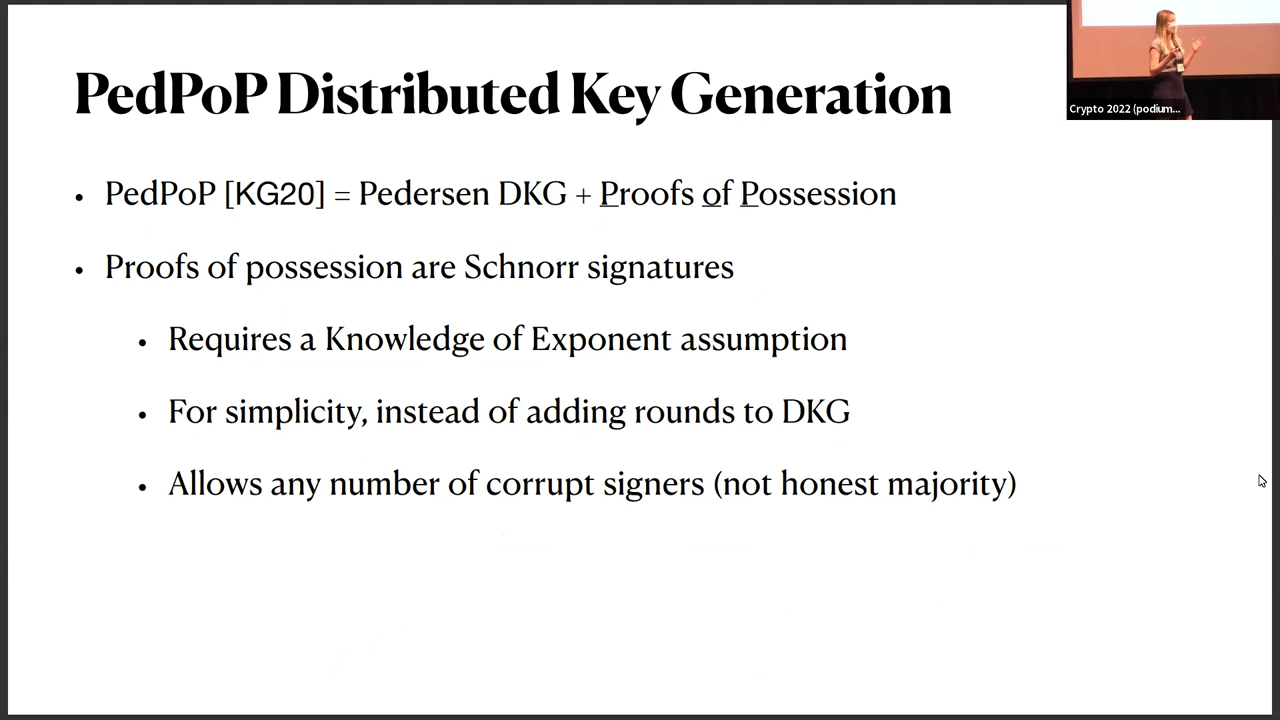 PedPoP Distributed Key Generation
Crypto 2022 (podium...
• PedPoP [KG20] = Pedersen DKG + Proofs of Possession
• Proofs of possession are Schnorr signatures
• Requires a Knowledge of Exponent assumption
• For simplicity, instead of adding rounds to DKG
• Allows any number of corrupt signers (not honest majority)